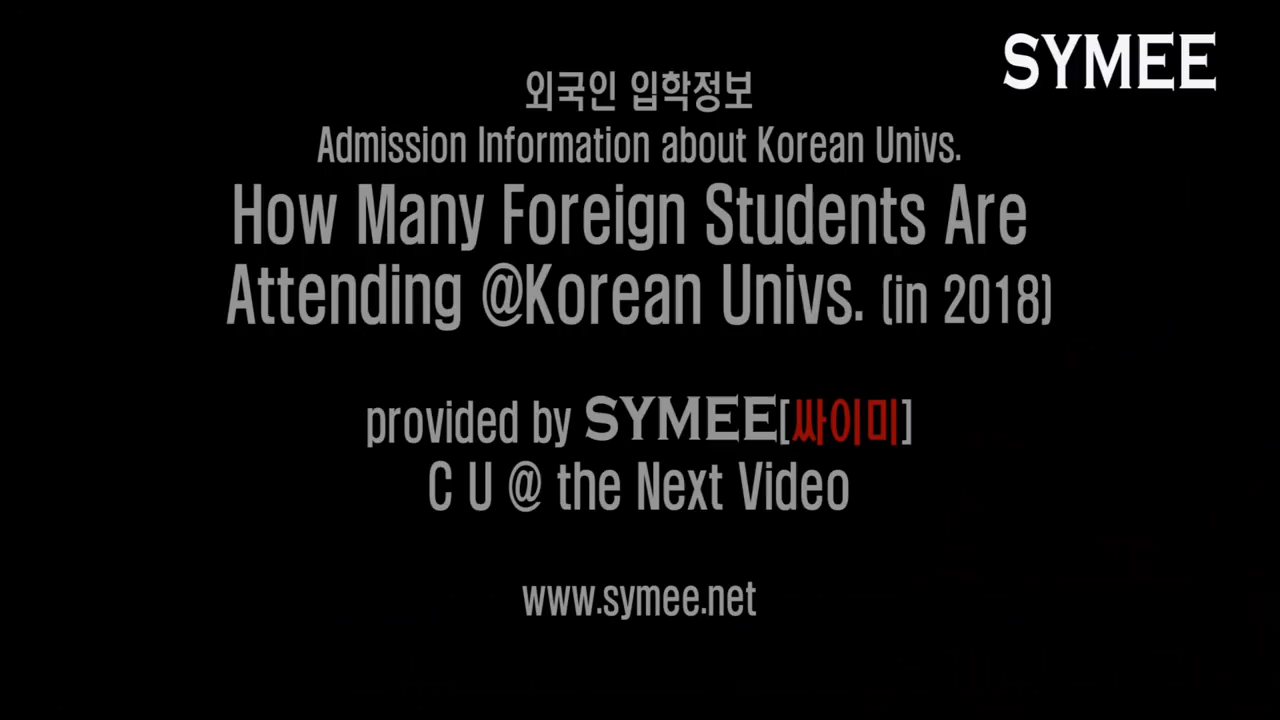 SYMEE
외국인 입학정보
Admission Information about Korean Univs.
How Many Foreign Students Are
Attending @Korean Univs. (in 2018)
provided by SYMEE[싸이미]
C U @ the Next Video
www.symee.net